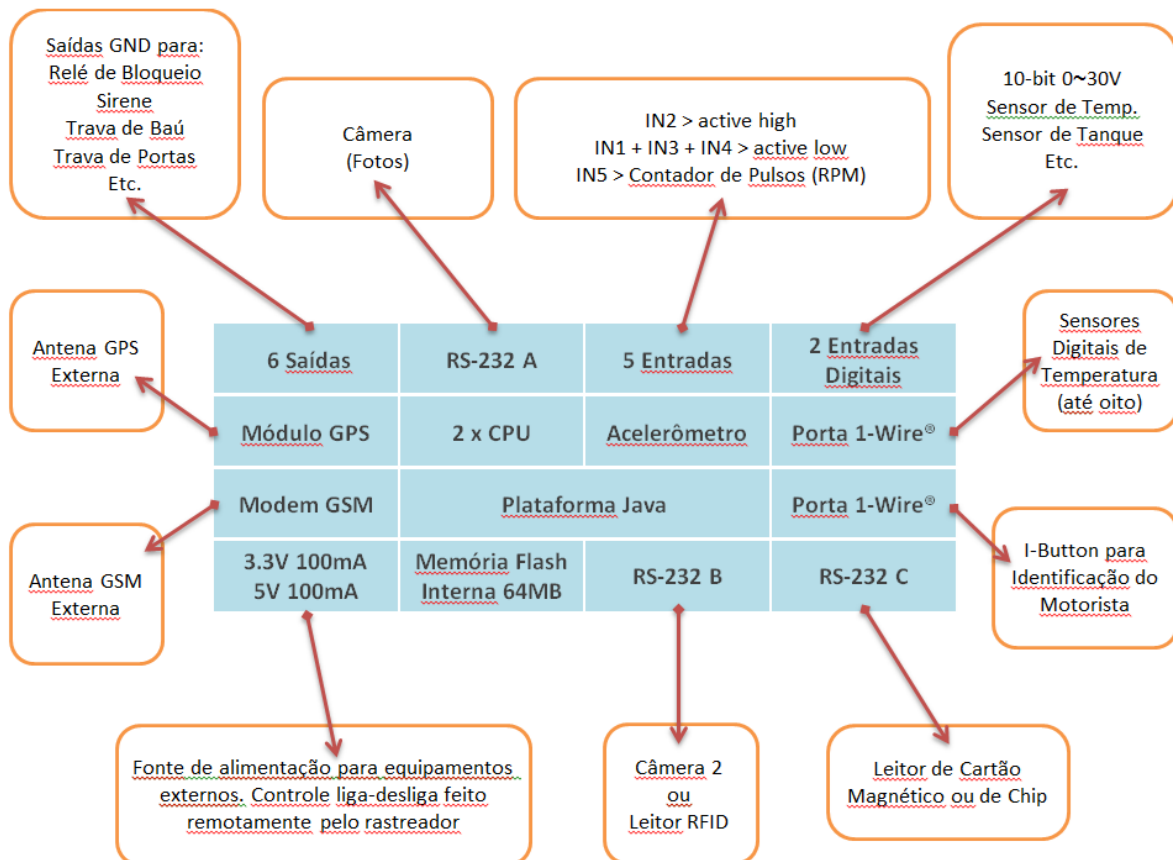 Saídas GND para:
Relé de Bloqueio
Sirene
Trava de Baú
Trava de Portas
Etc.
Câmera
(Fotos)
IN2 > active high
IN1 + IN3 + IN4 > active low
IN5 > Contador de Pulsos (RPM)
10-bit 0~30V
Sensor de Temp.
Sensor de Tanque
Etc.
Antena GPS
Externa
6 Saídas
RS-232 A
5 Entradas
2 Entradas
Digitais
Sensores
Digitais de
Temperatura
(até oito)
Módulo GPS
2 x CPU
Acelerômetro
Porta 1-Wire®
Modem GSM
Plataforma Java
Porta 1-Wire®
Antena GSM
Externa
3.3V 100mA
5V 100mA
Memória Flash
Interna 64MB
RS-232 B
RS-232 C
I-Button para
Identificação do
Motorista
Fonte de alimentação para equipamentos
externos. Controle liga-desliga feito
remotamente pelo rastreador
Câmera 2
ou
Leitor RFID
Leitor de Cartão
Magnético ou de Chip